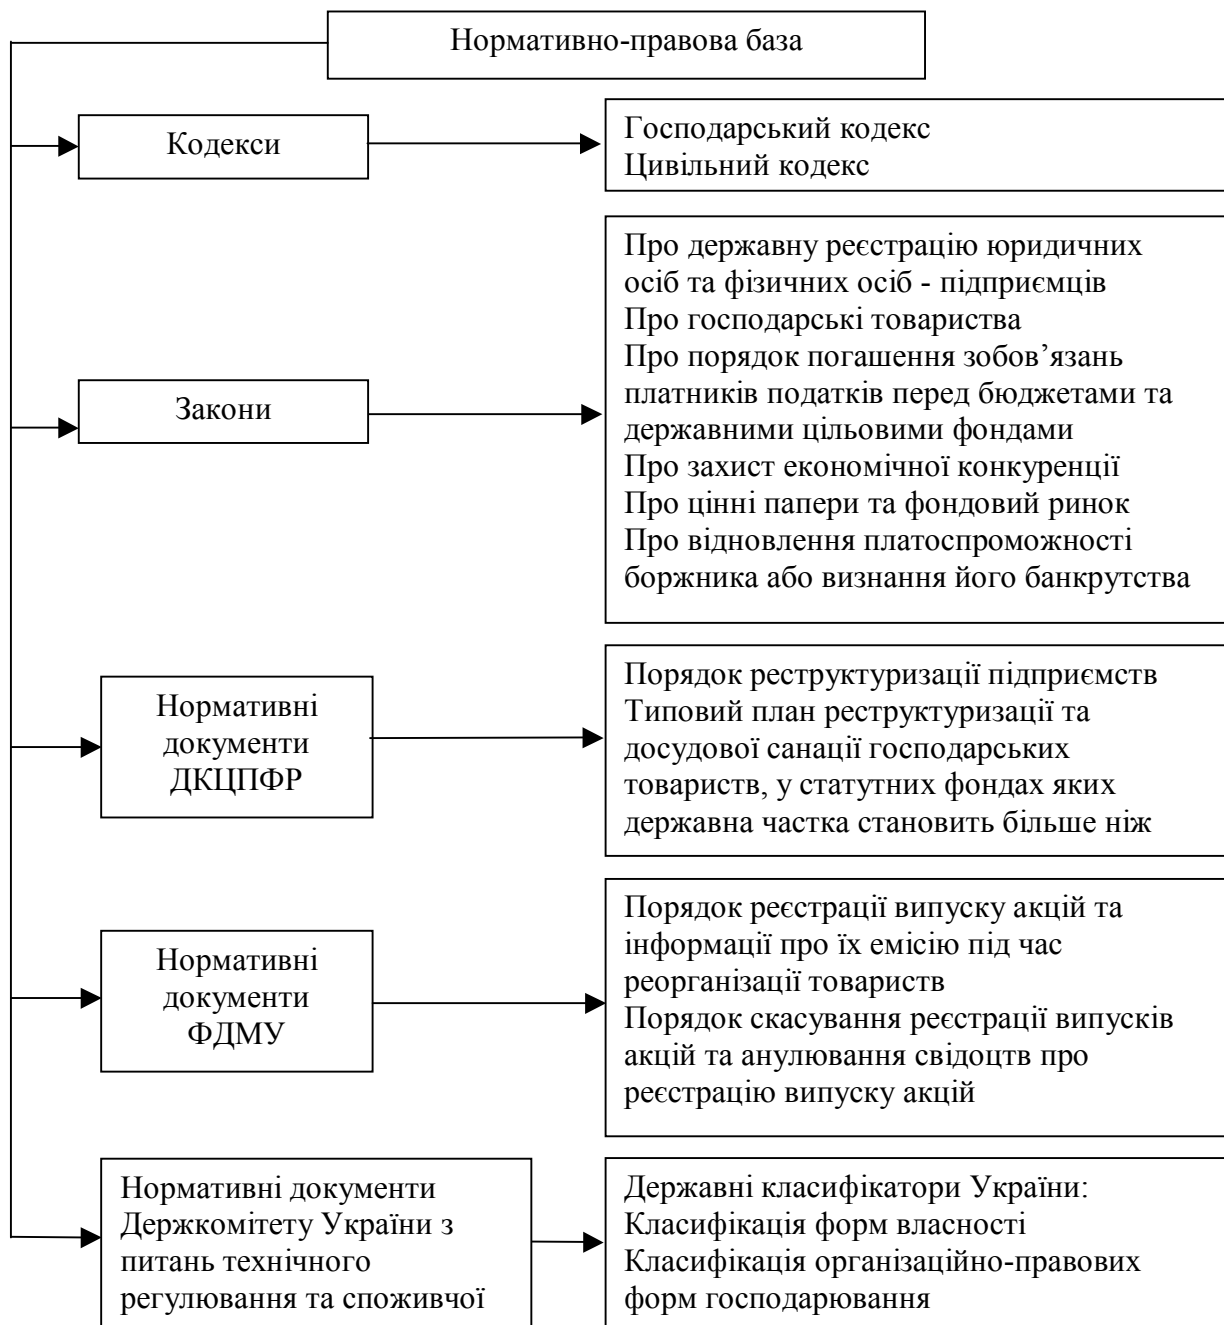 Нормативно-правова база
Кодекси
Господарський кодекс
Цивільний кодекс
Закони
Про державну реєстрацію юридичних
осіб та фізичних осіб - підприємців
Про господарські товариства
Про порядок погашення зобов’язань
платників податків перед бюджетами та
державними цільовими фондами
Про захист економічної конкуренції
Про цінні папери та фондовий ринок
Про відновлення платоспроможності
боржника або визнання його банкрутства
Нормативні
документи
ДКЦПФР
Порядок реструктуризації підприємств
Типовий план реструктуризації та
досудової санації господарських
товариств, у статутних фондах яких
державна частка становить більше ніж
Нормативні
документи
ФДМУ
Порядок реєстрації випуску акцій та
інформації про їх емісію під час
реорганізації товариств
Порядок скасування реєстрації випусків
акцій та анулювання свідоцтв про
реєстрацію випуску акцій
Нормативні документи
Держкомітету України з
питань технічного
регулювання та споживчої
Державні класифікатори України:
Класифікація форм власності
Класифікація організаційно-правових
форм господарювання